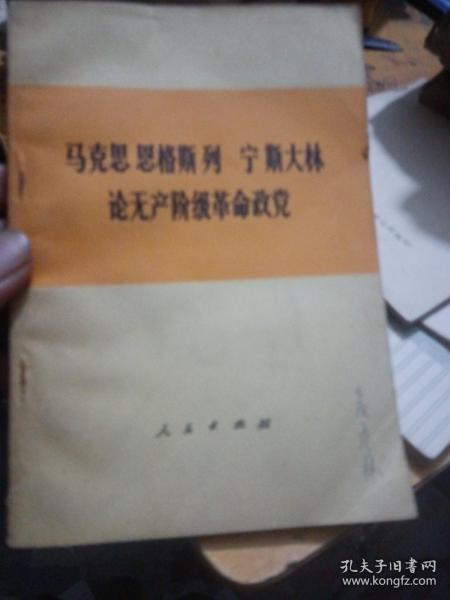 马克思 恩格斯 列 宁 斯大林
论无产阶级革命政党
人民出版社
孔夫子旧书网
www.kongfz.com